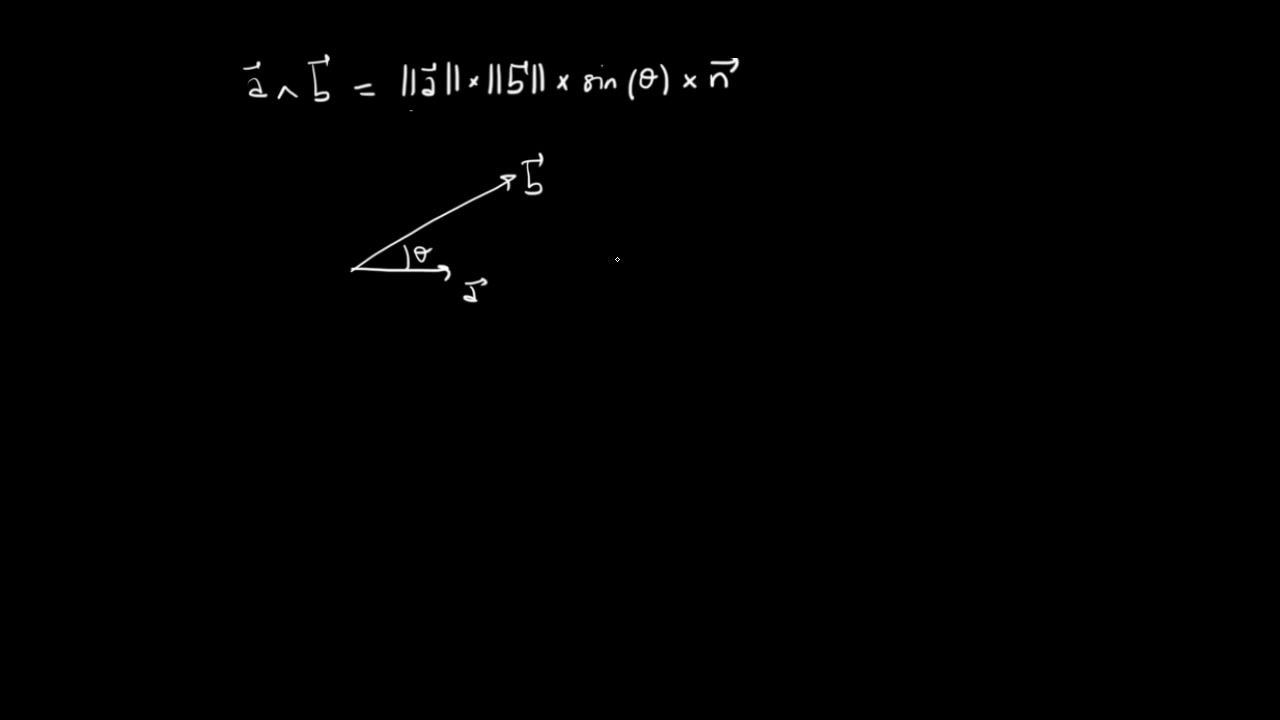 a⃗ ∧ b⃗ = ||a⃗|| × ||b⃗|| × sin(θ) × n⃗
b⃗
θ
a⃗